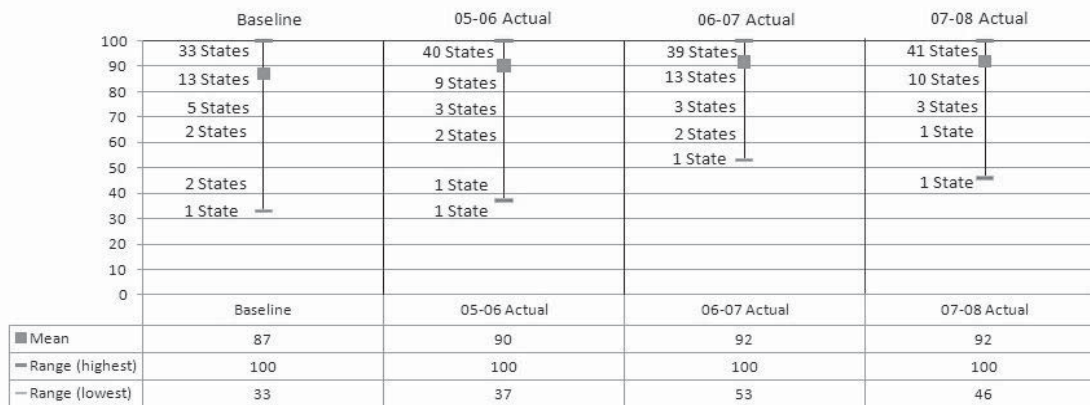 Baseline 05-06 Actual 06-07 Actual 07-08 Actual
100
33 States 40 States 39 States 41 States
90
13 States 9 States 13 States 10 States
80
5 States 3 States 3 States 3 States
70
2 States 2 States 2 States 1 State
60
1 State
50
2 States 1 State 1 State
40
1 State 1 State
30
20
10
0
Baseline 05-06 Actual 06-07 Actual 07-08 Actual
Mean 87 90 92 92
Range (highest) 100 100 100 100
Range (lowest) 33 37 53 46